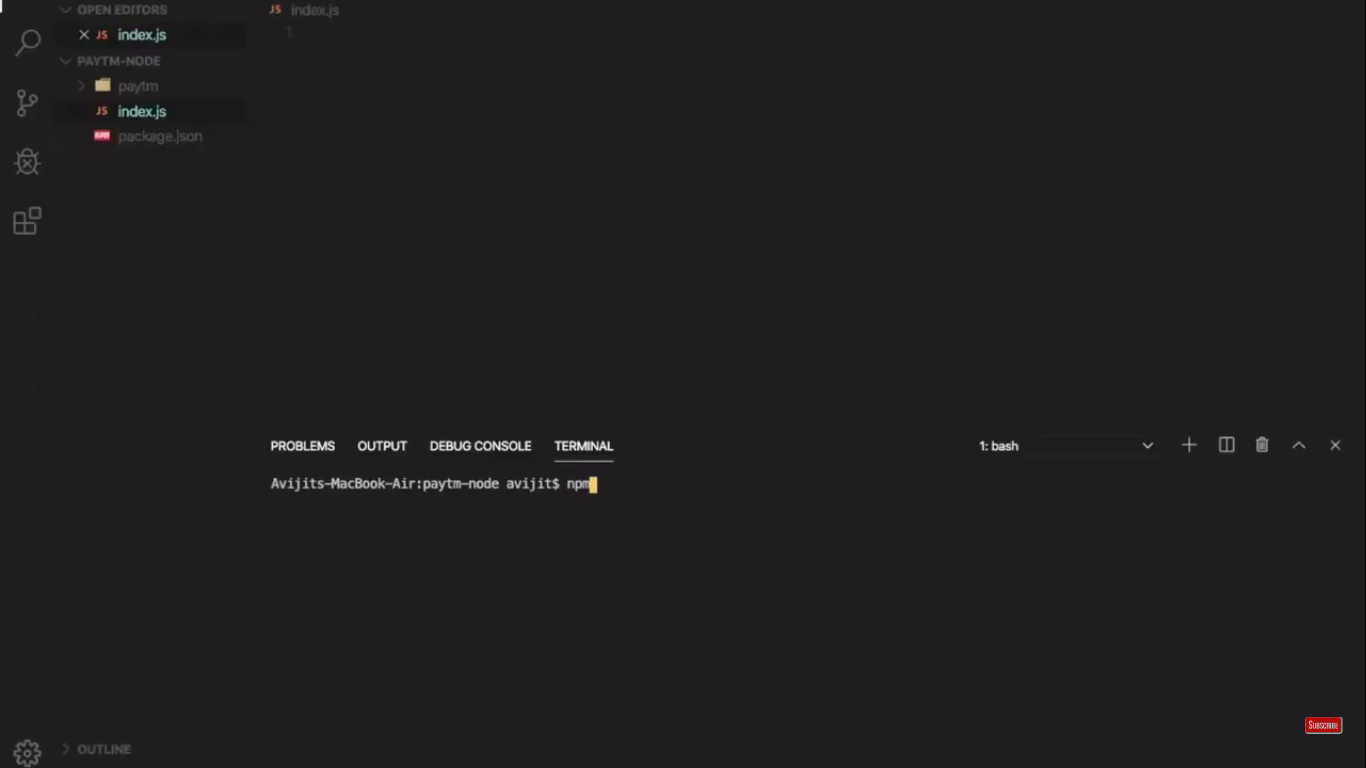 OPEN EDITORS
JS index.js
PAYTM-NODE
paytm
JS index.js
package.json
JS index.js
1
PROBLEMS OUTPUT DEBUG CONSOLE TERMINAL 1: bash
Avijits-MacBook-Air:paytm-node avijit$ npm
SUBSCRIBE
OUTLINE